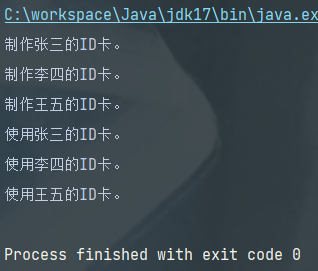 C:\workspace\Java\jdk17\bin\java.ex
制作张三的ID卡。
制作李四的ID卡。
制作王五的ID卡。
使用张三的ID卡。
使用李四的ID卡。
使用王五的ID卡。
Process finished with exit code 0